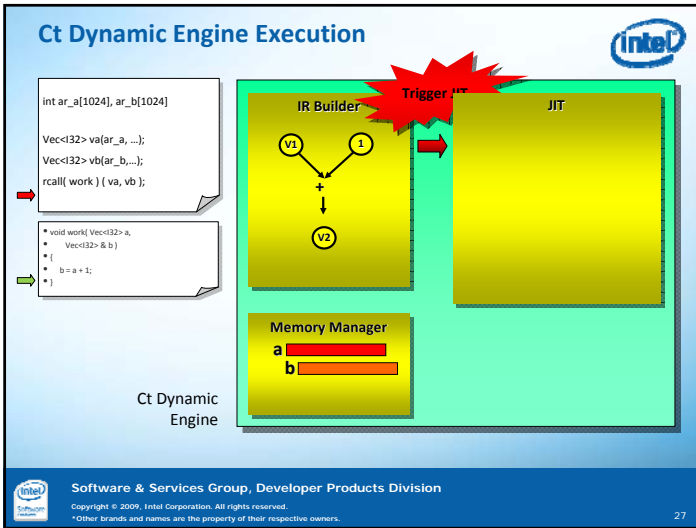 Ct Dynamic Engine Execution
intel
int ar_a[1024], ar_b[1024]
Vec<I32> va(ar_a, …);
Vec<I32> vb(ar_b,…);
rcall( work ) ( va, vb );
• void work( Vec<I32> a,
• Vec<I32> & b )
• {
• b = a + 1;
• }
IR Builder
V1
1
+
V2
Trigger JIT
JIT
Memory Manager
a
b
Ct Dynamic
Engine
intel
Software
Software & Services Group, Developer Products Division
Copyright © 2009, Intel Corporation. All rights reserved.
*Other brands and names are the property of their respective owners.
27